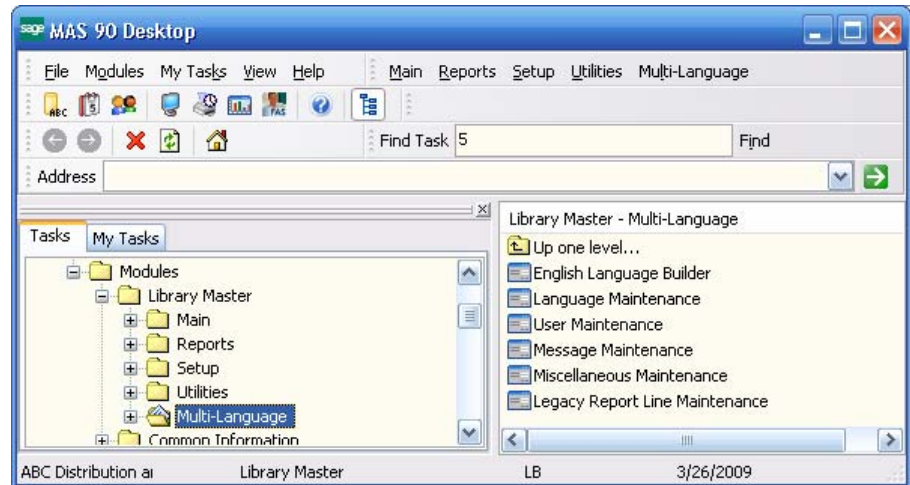 sage MAS 90 Desktop
File Modules My Tasks View Help Main Reports Setup Utilities Multi-Language
ABC 5 FAS
Find Task 5 Find
Address
Tasks My Tasks
Modules
Library Master
Main
Reports
Setup
Utilities
Multi-Language
Common Information
Library Master - Multi-Language
Up one level...
English Language Builder
Language Maintenance
User Maintenance
Message Maintenance
Miscellaneous Maintenance
Legacy Report Line Maintenance
ABC Distribution ar Library Master LB 3/26/2009